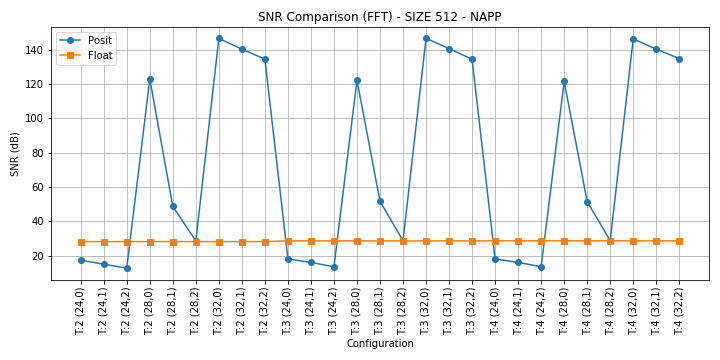 SNR Comparison (FFT) - SIZE 512 - NAPP
Posit
Float
SNR (dB)
140
120
100
80
60
40
20
T:2 (24,0)
T:2 (24,1)
T:2 (24,2)
T:2 (28,0)
T:2 (28,1)
T:2 (28,2)
T:2 (32,0)
T:2 (32,1)
T:2 (32,2)
T:3 (24,0)
T:3 (24,1)
T:3 (24,2)
T:3 (28,0)
T:3 (28,1)
T:3 (28,2)
T:3 (32,0)
T:3 (32,1)
T:3 (32,2)
T:4 (24,0)
T:4 (24,1)
T:4 (24,2)
T:4 (28,0)
T:4 (28,1)
T:4 (28,2)
T:4 (32,0)
T:4 (32,1)
T:4 (32,2)
Configuration